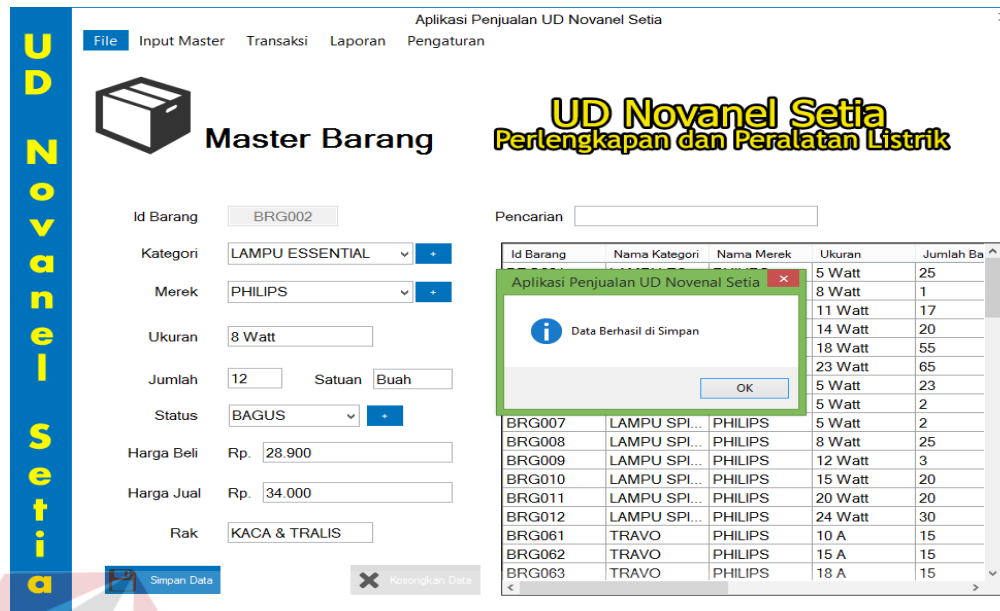 Aplikasi Penjualan UD Novanel Setia
UD Novanel Setia
File Input Master Transaksi Laporan Pengaturan
Master Barang
UD Novanel Setia
Perlengkapan dan Peralatan Listrik
Id Barang BRG002
Kategori LAMPU ESSENTIAL +
Merek PHILIPS +
Ukuran 8 Watt
Jumlah 12 Satuan Buah
Status BAGUS +
Harga Beli Rp. 28.900
Harga Jual Rp. 34.000
Rak KACA & TRALIS
Simpan Data Kosongkan Data
Pencarian
Id Barang Nama Kategori Nama Merek Ukuran Jumlah Ba
5 Watt 25
8 Watt 1
11 Watt 17
14 Watt 20
18 Watt 55
23 Watt 65
5 Watt 23
5 Watt 2
BRG007 LAMPU SPI... PHILIPS 5 Watt 2
BRG008 LAMPU SPI... PHILIPS 8 Watt 25
BRG009 LAMPU SPI... PHILIPS 12 Watt 3
BRG010 LAMPU SPI... PHILIPS 15 Watt 20
BRG011 LAMPU SPI... PHILIPS 20 Watt 20
BRG012 LAMPU SPI... PHILIPS 24 Watt 30
BRG061 TRAVO PHILIPS 10 A 15
BRG062 TRAVO PHILIPS 15 A 15
BRG063 TRAVO PHILIPS 18 A 15
Aplikasi Penjualan UD Novenal Setia
Data Berhasil di Simpan
OK